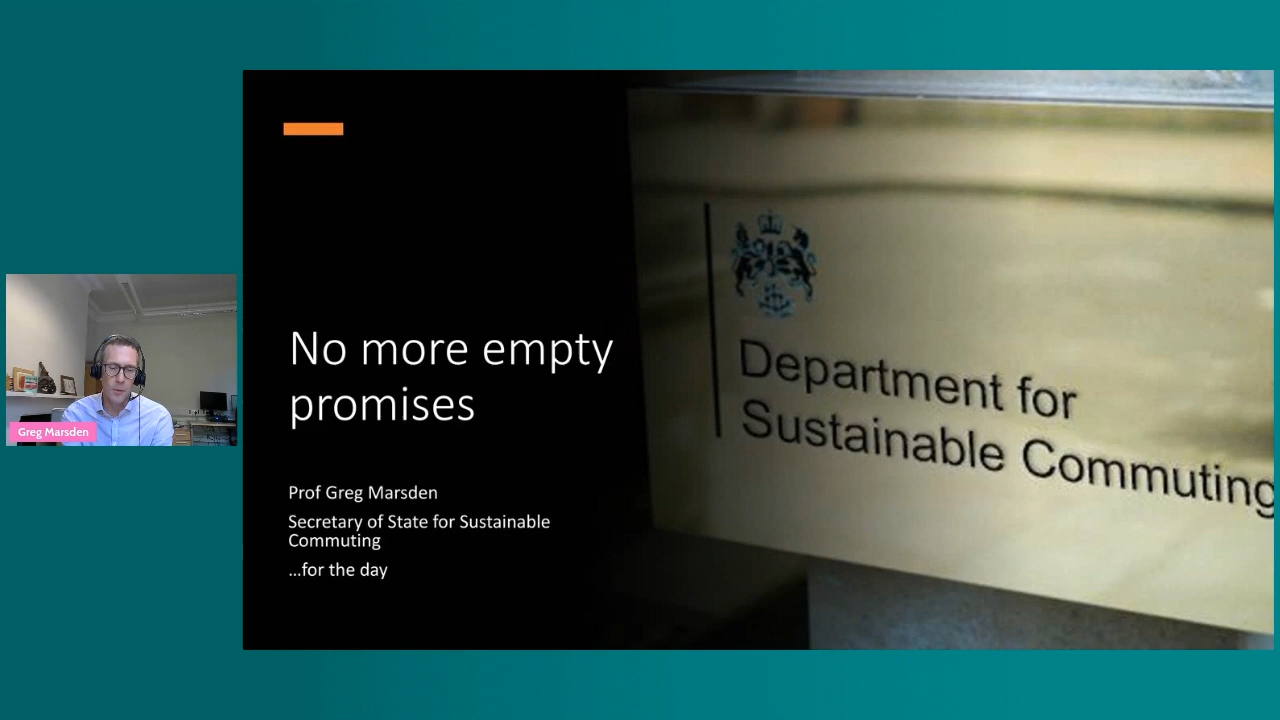 Greg Marsden
No more empty
promises
Prof Greg Marsden
Secretary of State for Sustainable
Commuting
...for the day
Department for
Sustainable Commuting